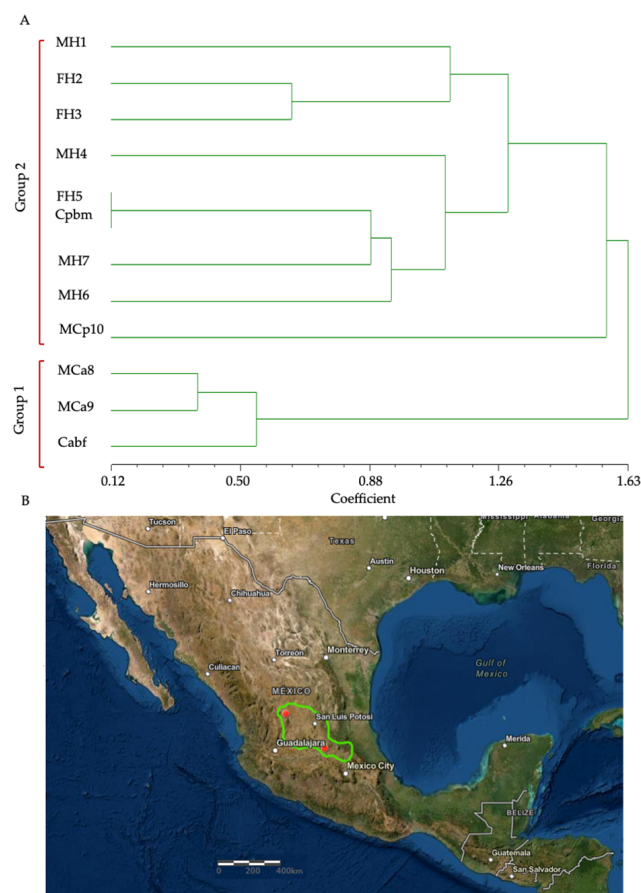 A
Group 2
MH1
FH2
FH3
MH4
FH5
Cpbm
MH7
MH6
MCp10
Group 1
MCa8
MCa9
Cabf
0.12 0.50 0.88 1.26 1.63
Coefficient
B
Mississippi Alabama Georgia
Tucson
El Paso
Texas
Austin
Houston
New Orleans
Florida
Hermosillo
Chihuahua
Culiacan
Torreon
Monterrey
Gulf of
Mexico
MÉXICO
San Luis Potosi
Guadalajara
Mexico City
Merida
BELIZE
Guatemala
San Salvador
0 200 400km